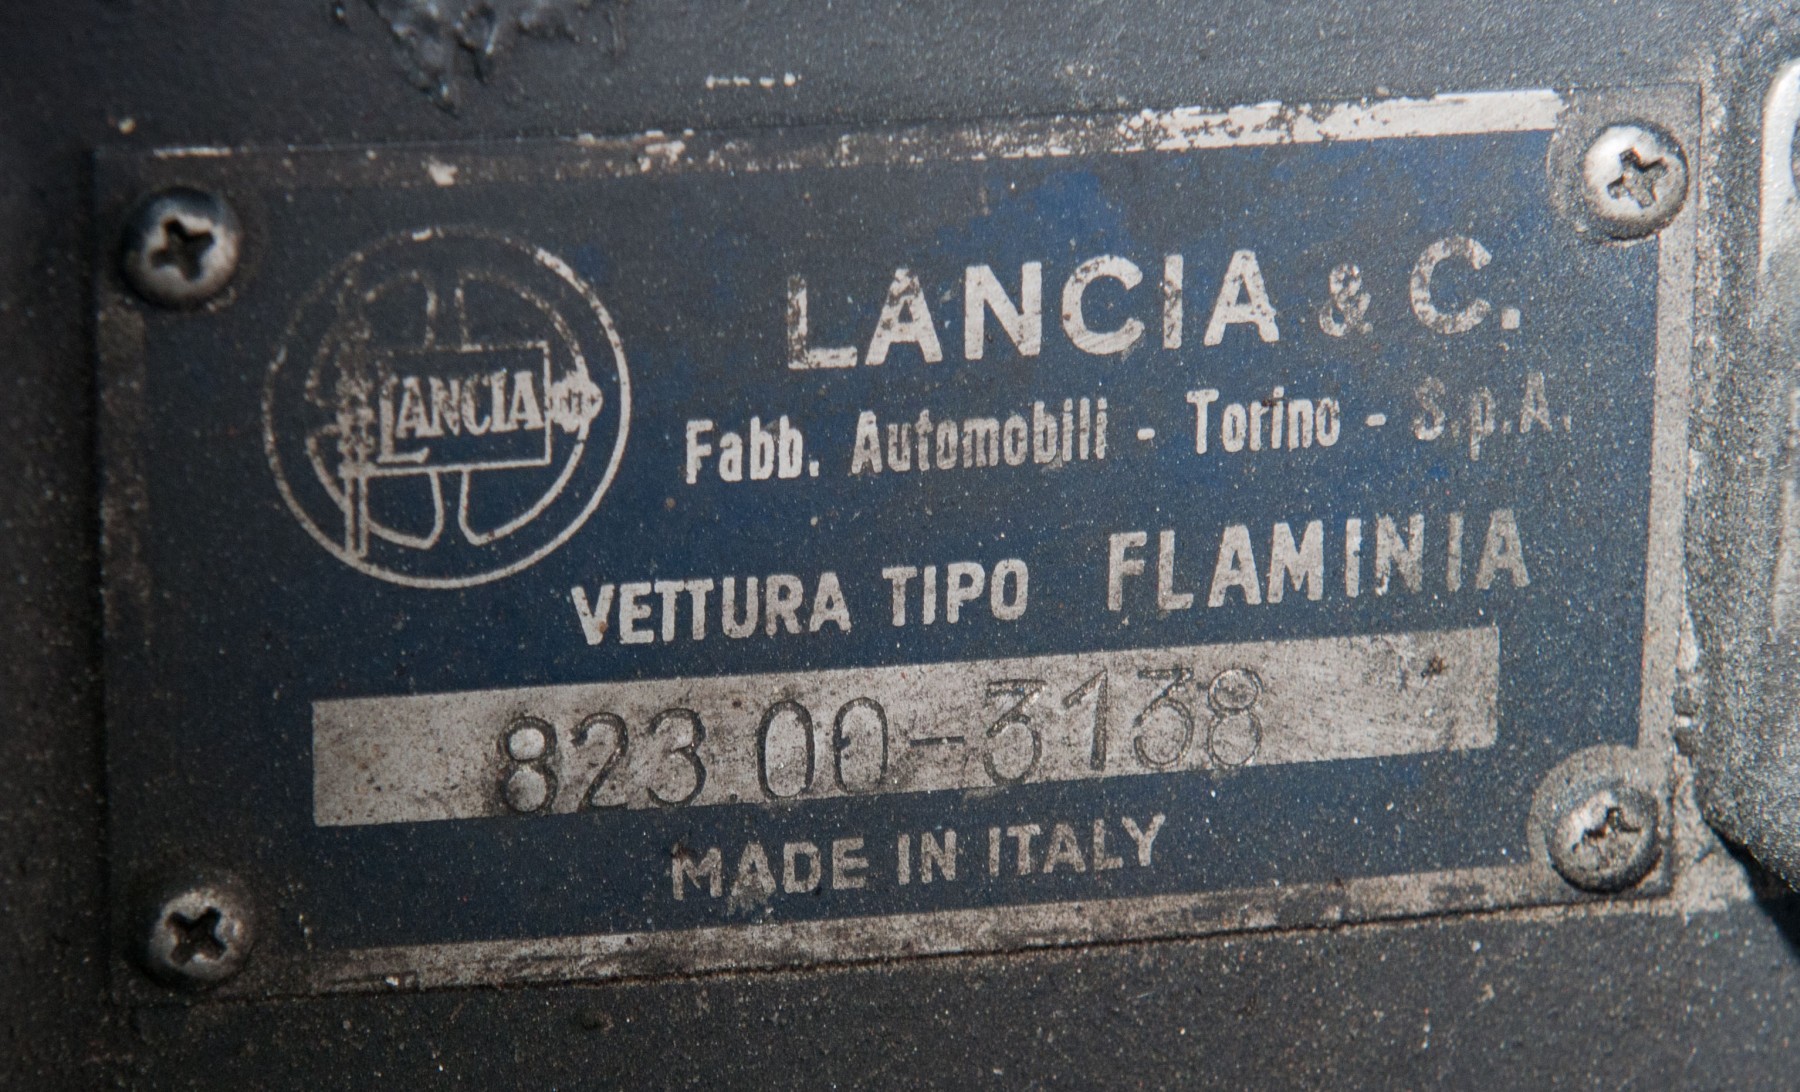 LANCIA
LANCIA & C.
Fabb. Automobili - Torino - S.p.A.
VETTURA TIPO FLAMINIA
823.00-3138
MADE IN ITALY